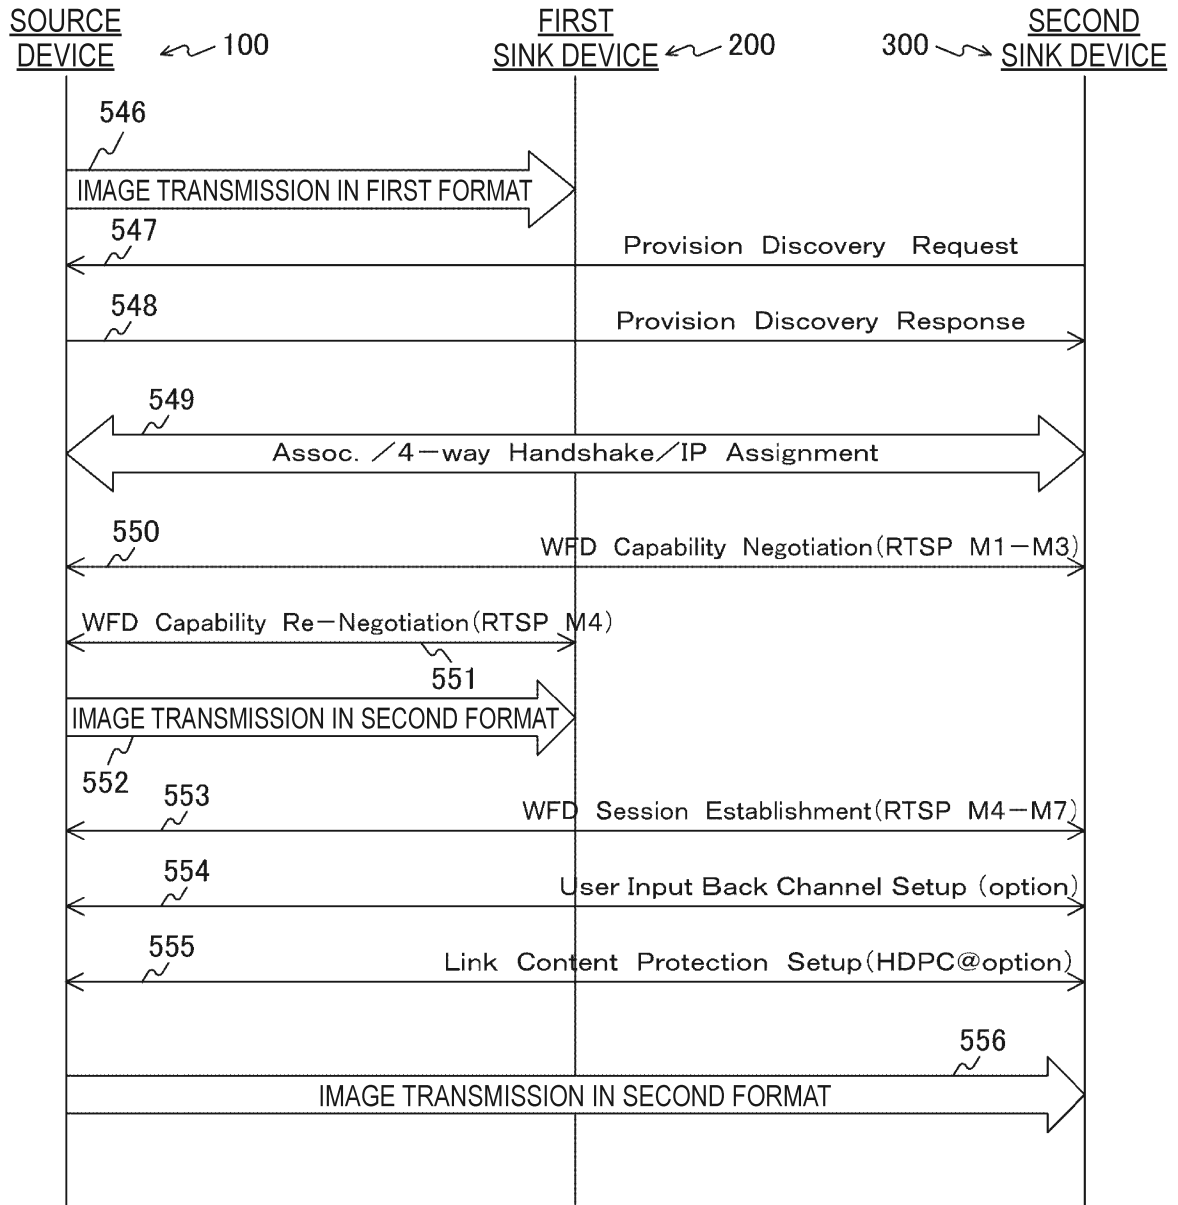 SOURCE
DEVICE
100
FIRST
SINK DEVICE
200
300
SECOND
SINK DEVICE
546
IMAGE TRANSMISSION IN FIRST FORMAT
547
Provision Discovery Request
548
Provision Discovery Response
549
Assoc. /4-way Handshake/IP Assignment
550
WFD Capability Negotiation(RTSP M1-M3)
WFD Capability Re-Negotiation(RTSP M4)
551
IMAGE TRANSMISSION IN SECOND FORMAT
552
553
WFD Session Establishment(RTSP M4-M7)
554
User Input Back Channel Setup (option)
555
Link Content Protection Setup(HDPC@option)
556
IMAGE TRANSMISSION IN SECOND FORMAT